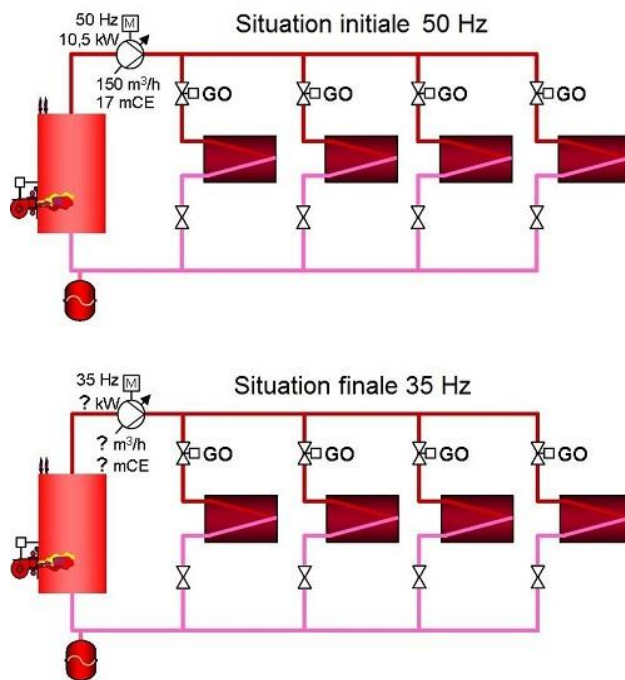 Situation initiale 50 Hz
50 Hz M
10,5 kW
150 m³/h
17 mCE
GO GO GO GO
Situation finale 35 Hz
35 Hz M
? kW
? m³/h
? mCE
GO GO GO GO